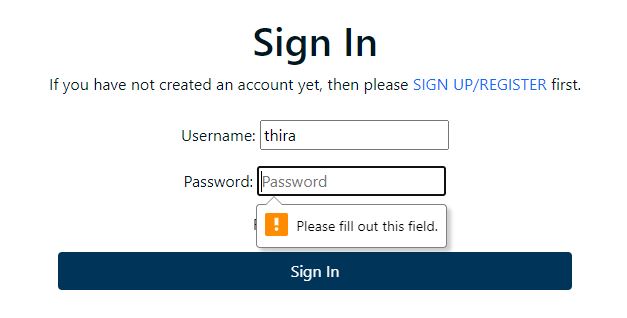 Sign In
If you have not created an account yet, then please SIGN UP/REGISTER first.
Username: thira
Password: Password
Please fill out this field.
Sign In